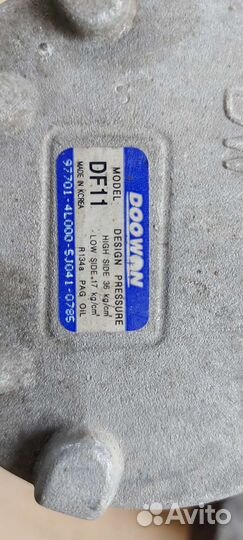 DOOWON
MODEL DESIGN PRESSURE
DF11
HIGH SIDE 36 kg/cm²
LOW SIDE 17 kg/cm²
MADE IN KOREA
R134a PAG OIL
97701-4L000-5J041-0785
Avito